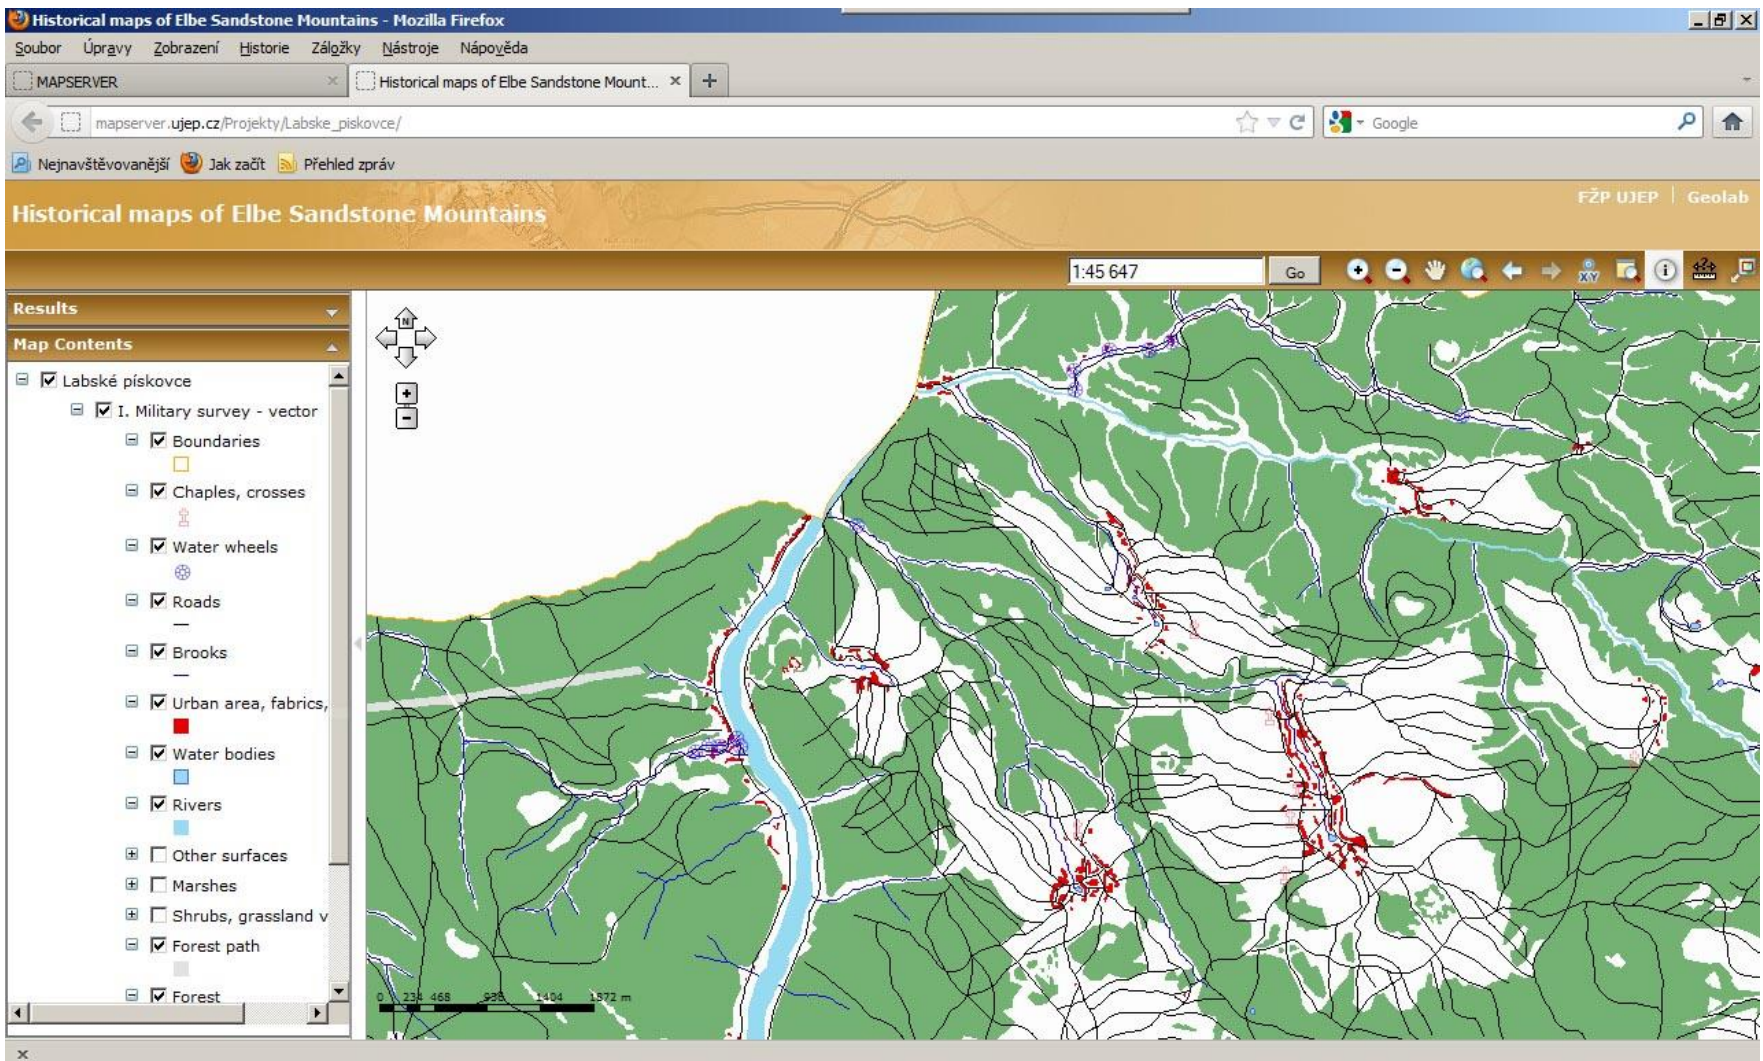 Historical maps of Elbe Sandstone Mountains - Mozilla Firefox
Soubor Úpravy Zobrazení Historie Záložky Nástroje Nápověda
MAPSERVER × Historical maps of Elbe Sandstone Mount... × +
mapserver.ujep.cz/Projekty/Labske_piskovce/ Google
Nejnavštěvovanější Jak začít Přehled zpráv
FŽP UJEP | Geolab
Historical maps of Elbe Sandstone Mountains
1:45 647 Go
Results
Map Contents
Labské pískovce
I. Military survey - vector
Boundaries
Chaples, crosses
Water wheels
Roads
Brooks
Urban area, fabrics,
Water bodies
Rivers
Other surfaces
Marshes
Shrubs, grassland v
Forest path
Forest
N
0 234 468 936 1404 1872 m